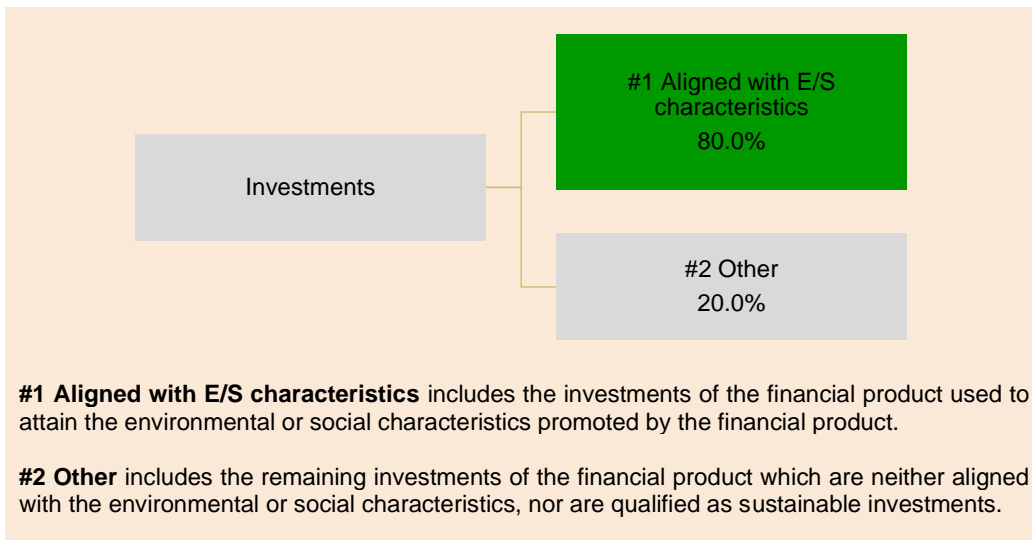 #1 Aligned with E/S
characteristics
80.0%
Investments
#2 Other
20.0%
#1 Aligned with E/S characteristics includes the investments of the financial product used to
attain the environmental or social characteristics promoted by the financial product.
#2 Other includes the remaining investments of the financial product which are neither aligned
with the environmental or social characteristics, nor are qualified as sustainable investments.